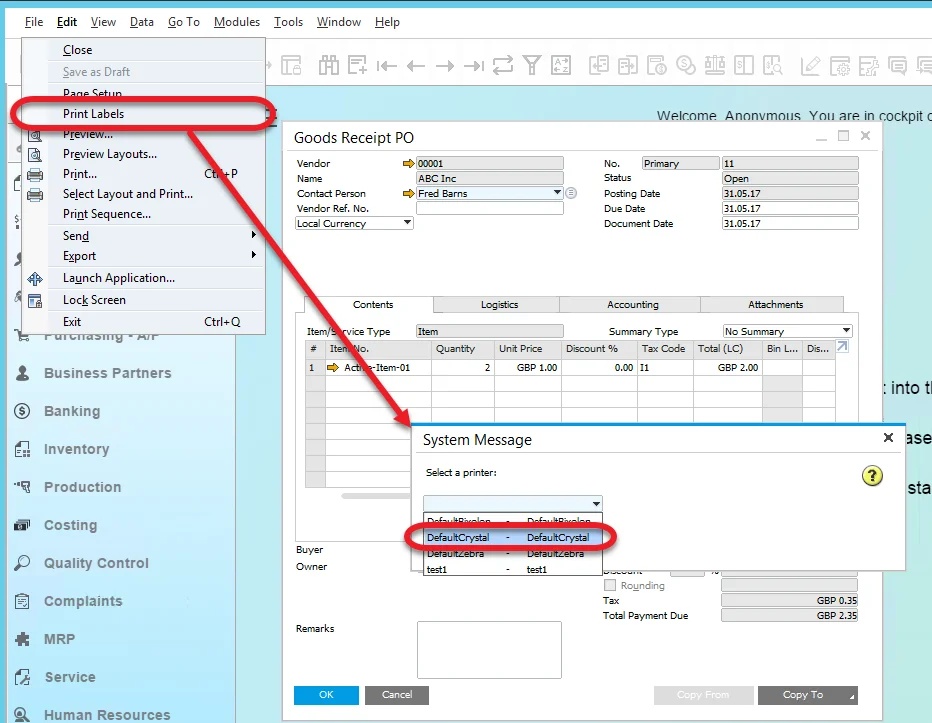 File Edit View Data Go To Modules Tools Window Help
Close
Save as Draft
Page Setup...
Print Labels
Preview...
Preview Layouts...
Print... Ctrl+P
Select Layout and Print...
Print Sequence...
Send
Export
Launch Application...
Lock Screen
Exit Ctrl+Q
Purchasing - A/P
Business Partners
Banking
Inventory
Production
Costing
Quality Control
Complaints
MRP
Service
Human Resources
Welcome, Anonymous. You are in cockpit
Goods Receipt PO
Vendor 00001 No. Primary 11
Name ABC Inc Status Open
Contact Person Fred Barns Posting Date 31.05.17
Vendor Ref. No. Due Date 31.05.17
Local Currency Document Date 31.05.17
Contents Logistics Accounting Attachments
Item/Service Type Item Summary Type No Summary
# Item No. Quantity Unit Price Discount % Tax Code Total (LC) Bin L... Dis...
1 Active-Item-01 2 GBP 1.00 0.00 I1 GBP 2.00
into
System Message
Select a printer:
DefaultBixolon - DefaultBixolon
DefaultCrystal - DefaultCrystal
DefaultZebra - DefaultZebra
test1 - test1
Buyer
Owner
Discount %
Rounding
Tax GBP 0.35
Total Payment Due GBP 2.35
Remarks
OK Cancel Copy From Copy To